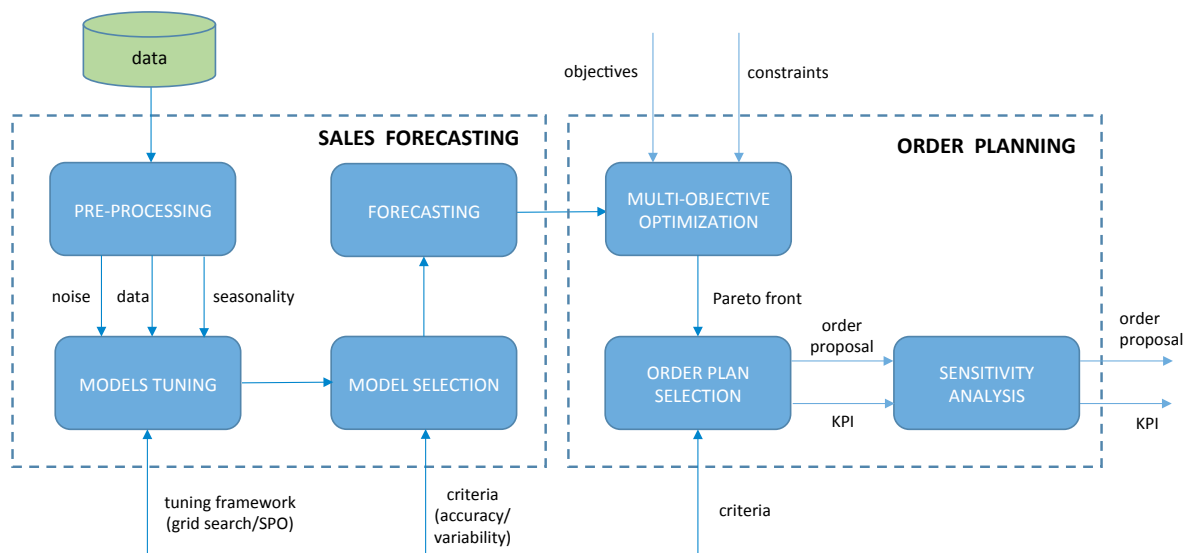 data
objectives
constraints
SALES FORECASTING
ORDER PLANNING
PRE-PROCESSING
FORECASTING
MULTI-OBJECTIVE
OPTIMIZATION
noise
data
seasonality
Pareto front
MODELS TUNING
MODEL SELECTION
ORDER PLAN
SELECTION
order
proposal
KPI
SENSITIVITY
ANALYSIS
order
proposal
KPI
tuning framework
(grid search/SPO)
criteria
(accuracy/
variability)
criteria